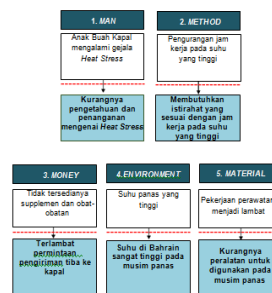 1. MAN
Anak Buah Kapal
mengalami gejala
Heat Stress
Kurangnya
pengetahuan dan
penanganan
mengenai Heat Stress
2. METHOD
Pengurangan jam
kerja pada suhu
yang tinggi
Membutuhkan
istirahat yang
sesuai dengan jam
kerja pada suhu
yang tinggi
3. MONEY
Tidak tersedianya
supplemen dan obat-
obatan
Terlambat
permintaan
pengiriman tiba ke
kapal
4.ENVIRONMENT
Suhu panas yang
tinggi
Suhu di Bahrain
sangat tinggi pada
musim panas
5. MATERIAL
Pekerjaan perawatan
menjadi lambat
Kurangnya
peralatan untuk
digunakan pada
musim panas